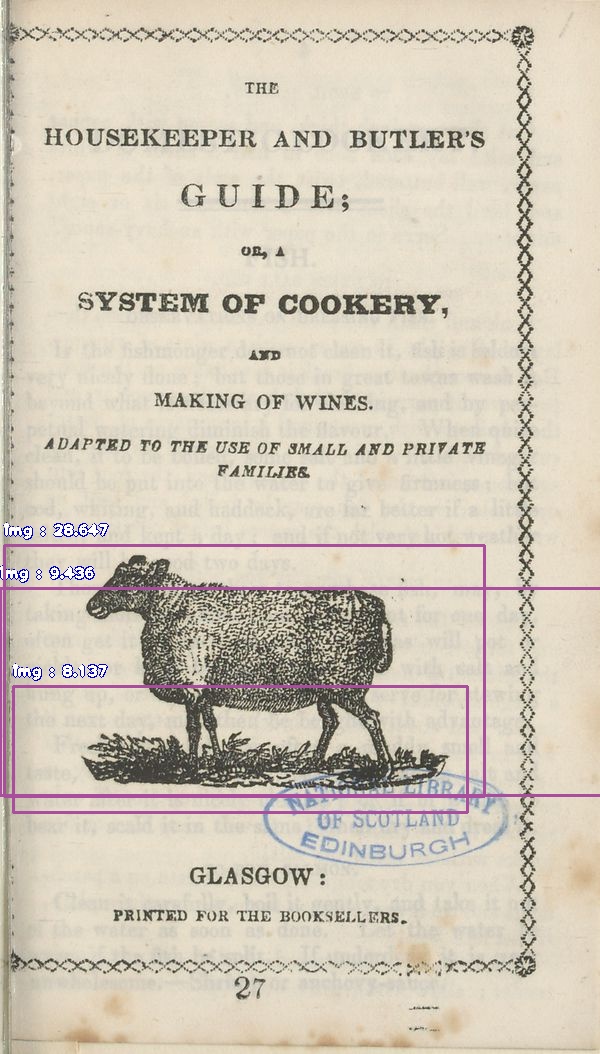 THE
HOUSEKEEPER AND BUTLER'S
GUIDE;
OR, A
SYSTEM OF COOKERY,
AND
MAKING OF WINES.
ADAPTED TO THE USE OF SMALL AND PRIVATE
FAMILIES.
img : 28.647
img : 9.436
img : 8.137
NATIONAL LIBRARY
OF SCOTLAND
EDINBURGH
GLASGOW:
PRINTED FOR THE BOOKSELLERS.
27